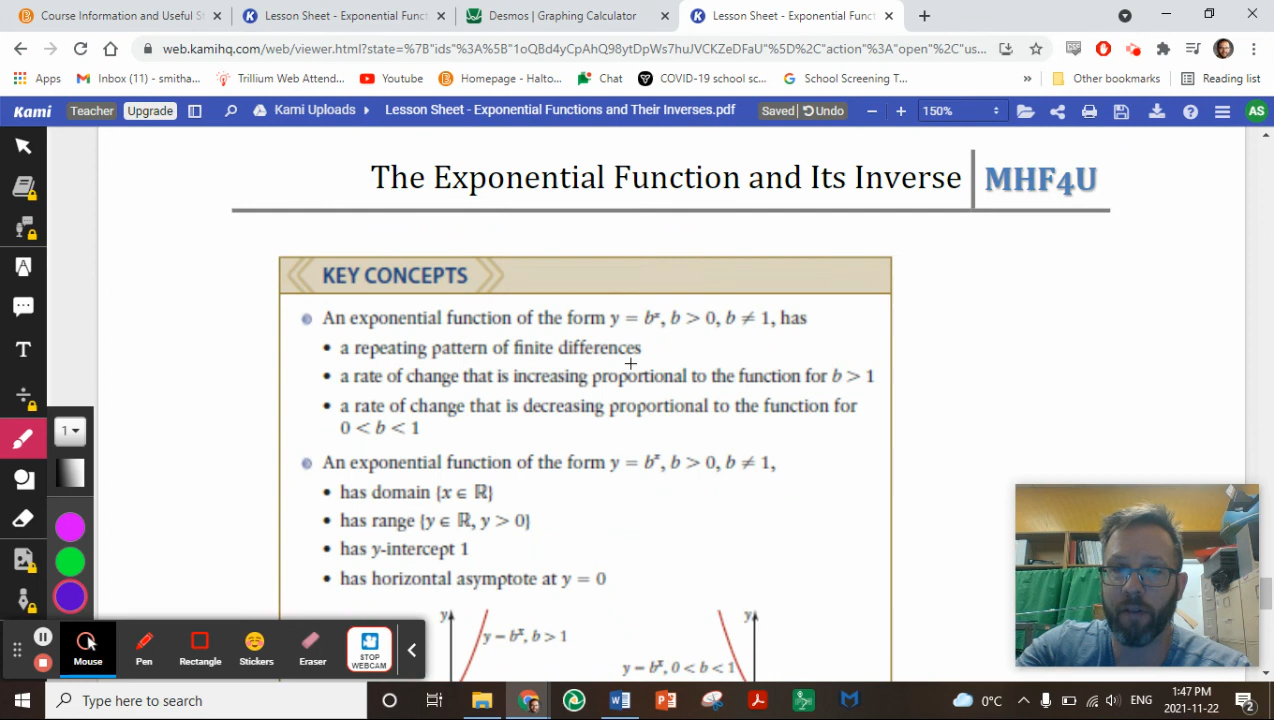 Course Information and Useful S
Lesson Sheet - Exponential Funct
Desmos | Graphing Calculator
Lesson Sheet - Exponential Funct
web.kamihq.com/web/viewer.html?state=%7B"ids"%3A%5B"1oQBd4yCpAhQ98ytDpWs7huJVCKZeDFaU"%5D%2C"action"%3A"open"%2C"us...
Apps
Inbox (11) - smitha...
Trillium Web Attend...
Youtube
Homepage - Halto...
Chat
COVID-19 school sc...
School Screening T...
»
Other bookmarks
Reading list
Kami
Teacher
Upgrade
Kami Uploads
Lesson Sheet - Exponential Functions and Their Inverses.pdf
Saved
Undo
150%
AS
The Exponential Function and Its Inverse
MHF4U
KEY CONCEPTS
An exponential function of the form y = bˣ, b > 0, b ≠ 1, has
• a repeating pattern of finite differences
• a rate of change that is increasing proportional to the function for b > 1
• a rate of change that is decreasing proportional to the function for
0 < b < 1
An exponential function of the form y = bˣ, b > 0, b ≠ 1,
• has domain {x ∈ ℝ}
• has range {y ∈ ℝ, y > 0}
• has y-intercept 1
• has horizontal asymptote at y = 0
y
y = bˣ, b > 1
y
y = bˣ, 0 < b < 1
1
Mouse
Pen
Rectangle
Stickers
Eraser
STOP
WEBCAM
Type here to search
0°C
ENG
1:47 PM
2021-11-22
2